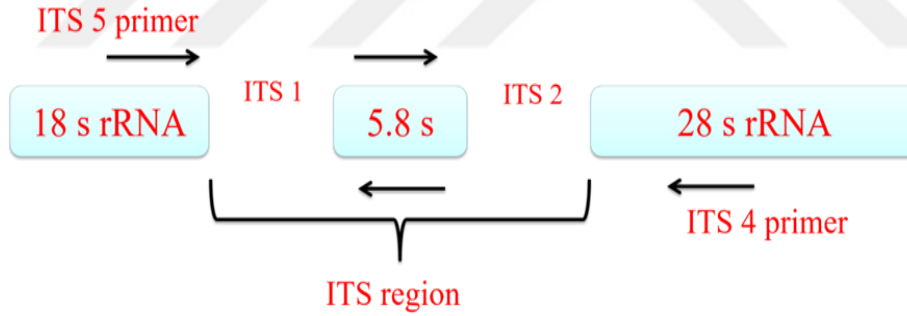 ITS 5 primer
ITS 1
ITS 2
18 s rRNA
5.8 s
28 s rRNA
ITS 4 primer
ITS region